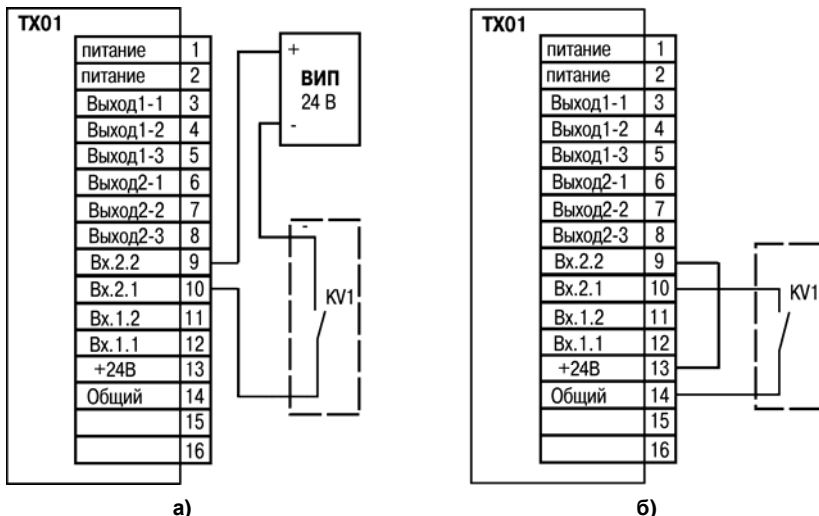 ТХ01
питание 1
питание 2
Выход1-1 3
Выход1-2 4
Выход1-3 5
Выход2-1 6
Выход2-2 7
Выход2-3 8
Вх.2.2 9
Вх.2.1 10
Вх.1.2 11
Вх.1.1 12
+24В 13
Общий 14
15
16
+
ВИП
24 В
-
-
KV1
а)
ТХ01
питание 1
питание 2
Выход1-1 3
Выход1-2 4
Выход1-3 5
Выход2-1 6
Выход2-2 7
Выход2-3 8
Вх.2.2 9
Вх.2.1 10
Вх.1.2 11
Вх.1.1 12
+24В 13
Общий 14
15
16
KV1
б)